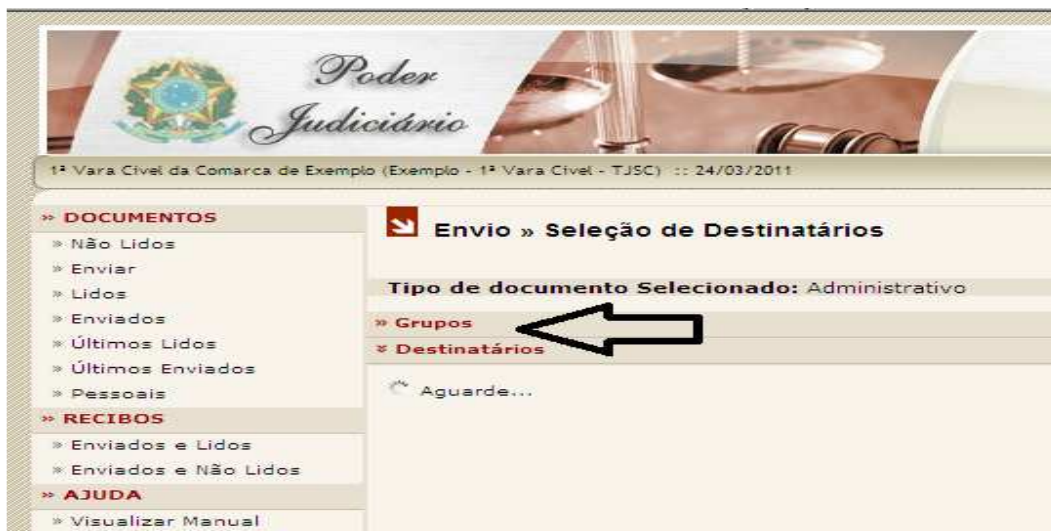 Poder
Judiciário
1ª Vara Cível da Comarca de Exemplo (Exemplo - 1ª Vara Cível - TJSC) :: 24/03/2011
» DOCUMENTOS
» Não Lidos
» Enviar
» Lidos
» Enviados
» Últimos Lidos
» Últimos Enviados
» Pessoais
» RECIBOS
» Enviados e Lidos
» Enviados e Não Lidos
» AJUDA
» Visualizar Manual
Envio » Seleção de Destinatários
Tipo de documento Selecionado: Administrativo
» Grupos
» Destinatários
Aguarde...